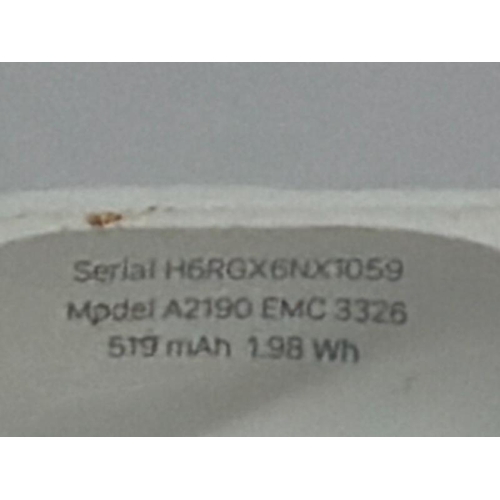 Serial H6RGX6NX1059
Model A2190 EMC 3326
519 mAh 1.98 Wh